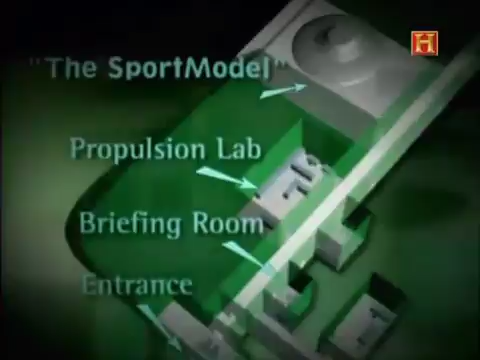 H
"The SportModel"
Propulsion Lab
Briefing Room
Entrance